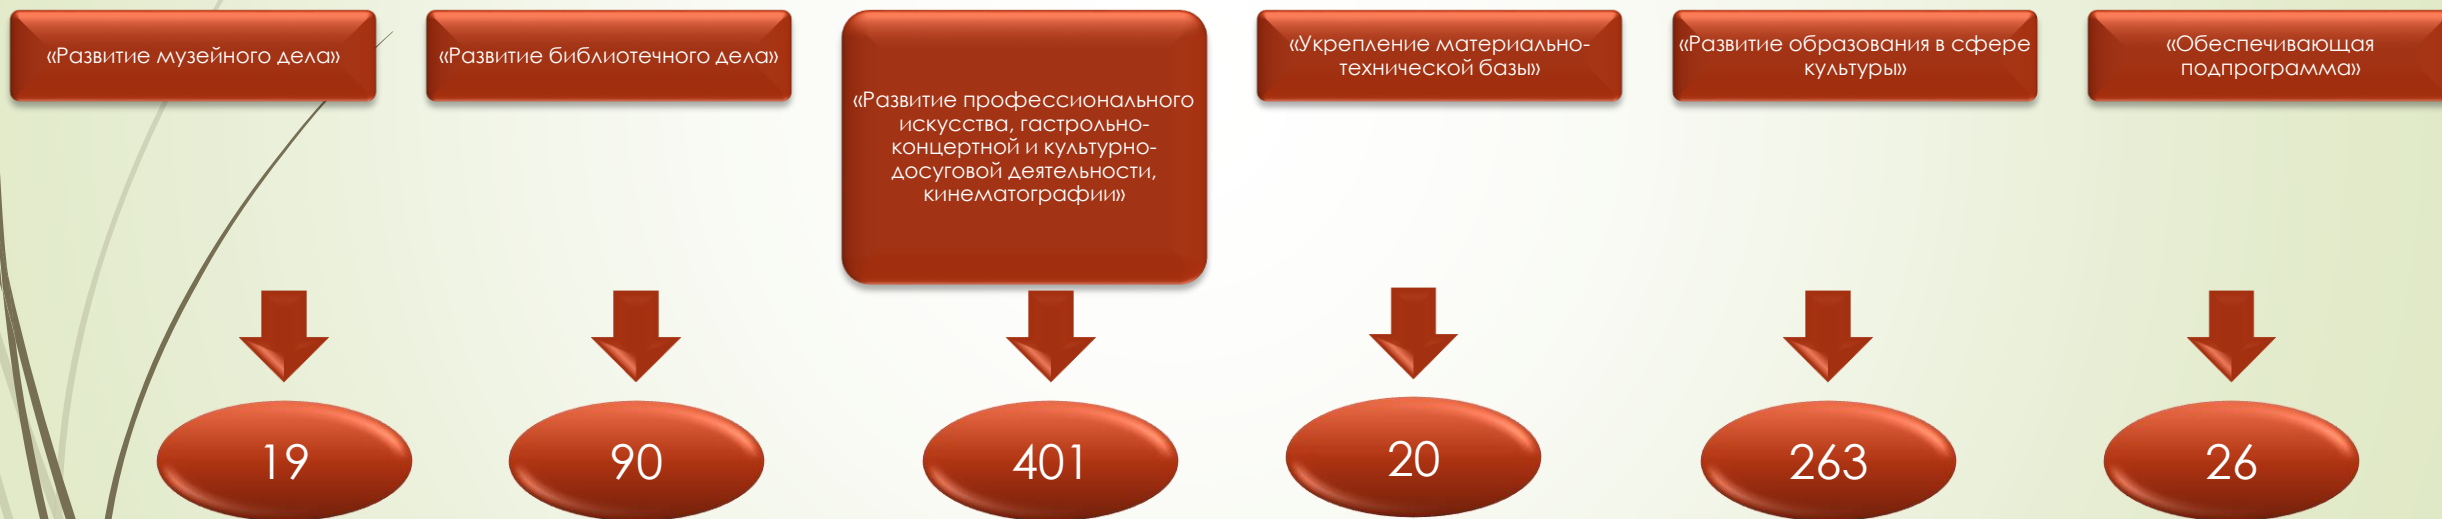 «Развитие музейного дела»
«Развитие библиотечного дела»
«Развитие профессионального
искусства, гастрольно-
концертной и культурно-
досуговой деятельности,
кинематографии»
«Укрепление материально-
технической базы»
«Развитие образования в сфере
культуры»
«Обеспечивающая
подпрограмма»
19
90
401
20
263
26